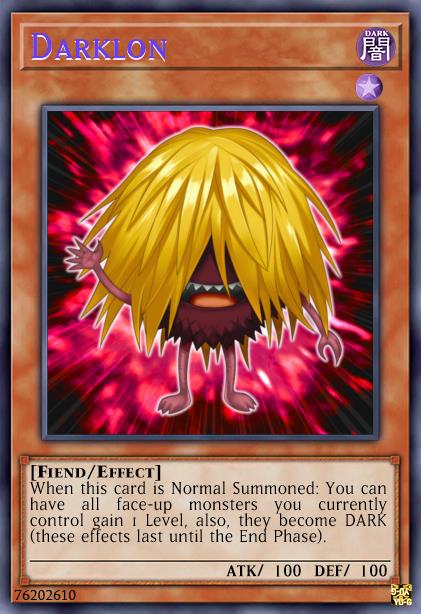 Darklon
DARK
闇
[Fiend/Effect]
When this card is Normal Summoned: You can
have all face-up monsters you currently
control gain 1 Level, also, they become DARK
(these effects last until the End Phase).
ATK/ 100 DEF/ 100
76202610